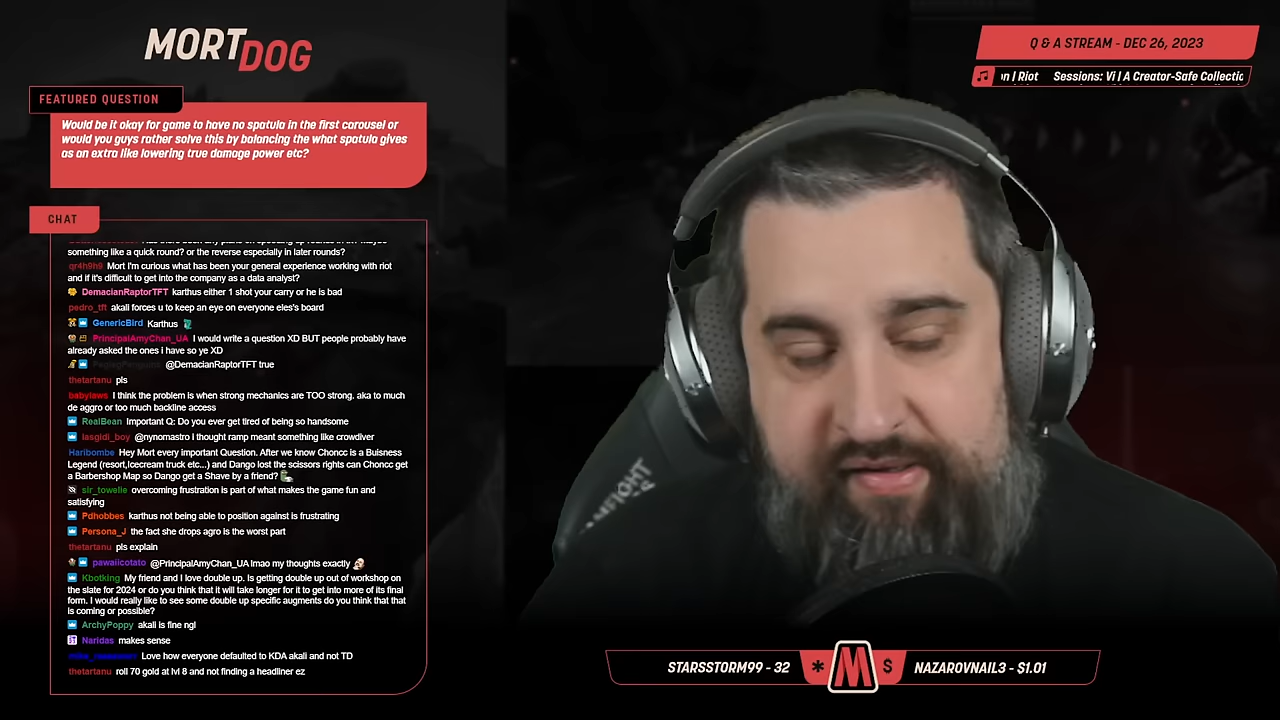 MORTDOG
Q & A STREAM - DEC 26, 2023
n | Riot Sessions: Vi | A Creator-Safe Collectic
FEATURED QUESTION
Would be it okay for game to have no spatula in the first carousel or
would you guys rather solve this by balancing the what spatula gives
as an extra like lowering true damage power etc?
CHAT
something like a quick round? or the reverse especially in later rounds?
qr4h9h9 Mort I'm curious what has been your general experience working with riot
and if it's difficult to get into the company as a data analyst?
DemacianRaptorTFT karthus either 1 shot your carry or he is bad
pedro_tft akali forces u to keep an eye on everyone eles's board
GenericBird Karthus
PrincipalAmyChan_UA I would write a question XD BUT people probably have
already asked the ones i have so ye XD
@DemacianRaptorTFT true
thetartanu pls
babylaws I think the problem is when strong mechanics are TOO strong. aka to much
de aggro or too much backline access
RealBean Important Q: Do you ever get tired of being so handsome
lasgidi_boy @nynomastro i thought ramp meant something like crowdiver
Haribombe Hey Mort every important Question. After we know Choncc is a Buisness
Legend (resort,Icecream truck etc...) and Dango lost the scissors rights can Choncc get
a Barbershop Map so Dango get a Shave by a friend?
sir_towelie overcoming frustration is part of what makes the game fun and
satisfying
Pdhobbes karthus not being able to position against is frustrating
Persona_J the fact she drops agro is the worst part
thetartanu pls explain
pawaiicotato @PrincipalAmyChan_UA lmao my thoughts exactly
Kbotking My friend and I love double up. Is getting double up out of workshop on
the slate for 2024 or do you think that it will take longer for it to get into more of its final
form. I would really like to see some double up specific augments do you think that that
is coming or possible?
ArchyPoppy akali is fine ngl
Naridas makes sense
Love how everyone defaulted to KDA akali and not TD
thetartanu roll 70 gold at lvl 8 and not finding a headliner ez
STARSSTORM99 - 32 * M $ NAZAROVNAIL3 - $1.01